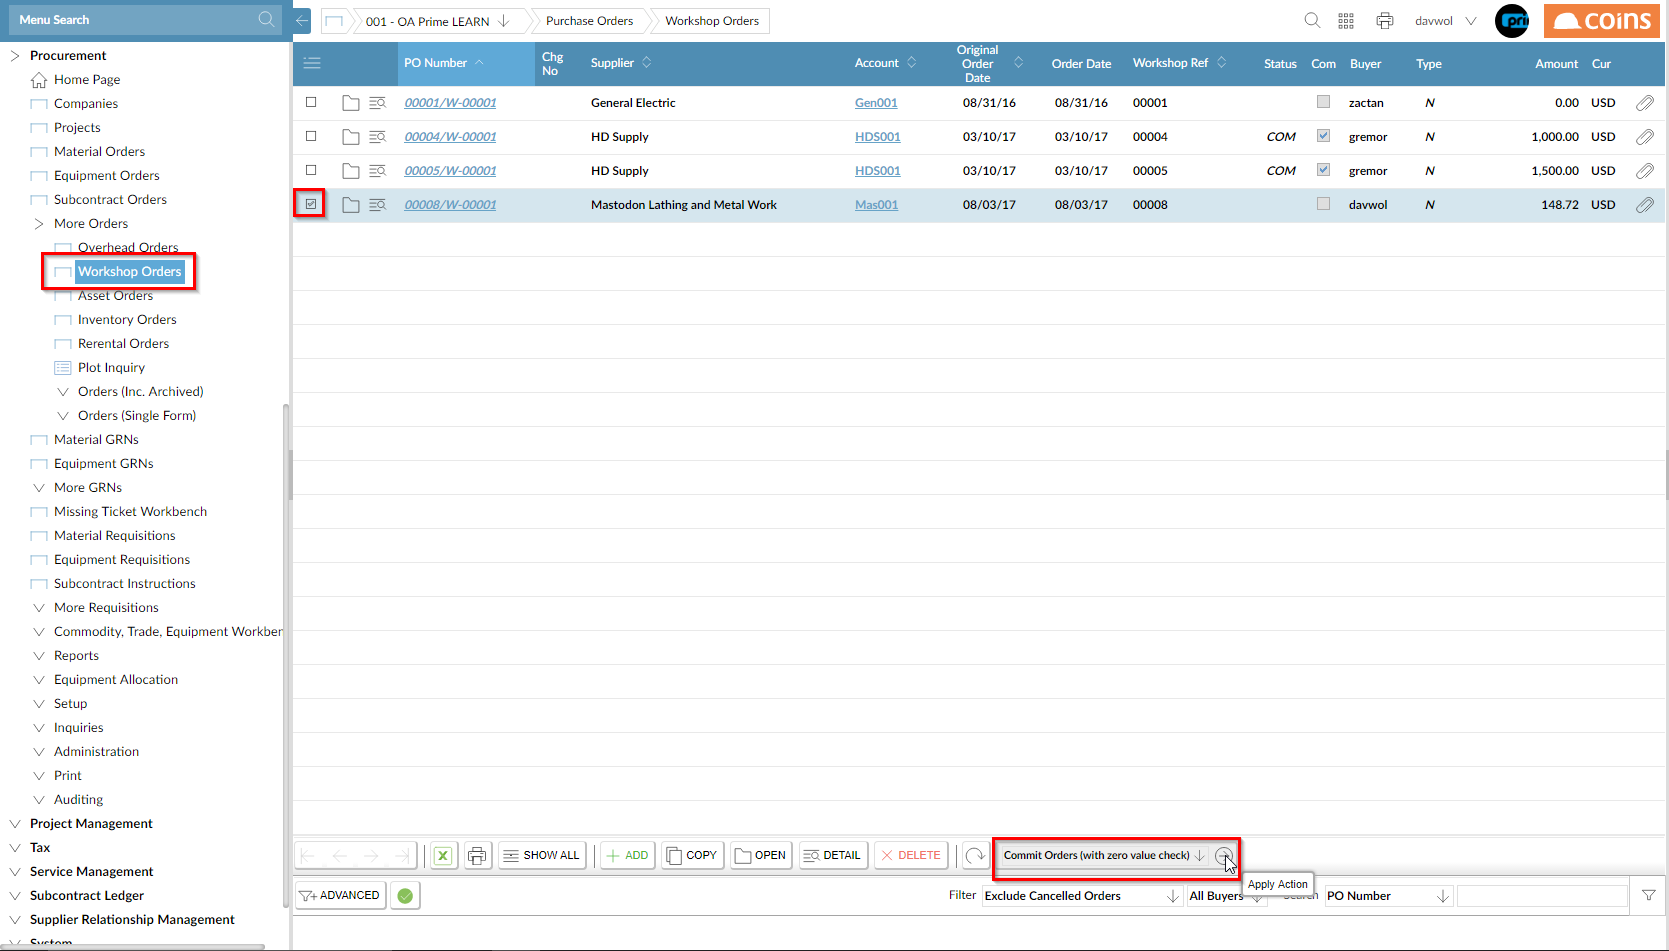 Menu Search
001 - OA Prime LEARN
Purchase Orders
Workshop Orders
davwol
pri
coins
Procurement
Home Page
Companies
Projects
Material Orders
Equipment Orders
Subcontract Orders
More Orders
Overhead Orders
Workshop Orders
Asset Orders
Inventory Orders
Rerental Orders
Plot Inquiry
Orders (Inc. Archived)
Orders (Single Form)
Material GRNs
Equipment GRNs
More GRNs
Missing Ticket Workbench
Material Requisitions
Equipment Requisitions
Subcontract Instructions
More Requisitions
Commodity, Trade, Equipment Workben
Reports
Equipment Allocation
Setup
Inquiries
Administration
Print
Auditing
Project Management
Tax
Service Management
Subcontract Ledger
Supplier Relationship Management
System
PO Number Chg No Supplier Account Original Order Date Order Date Workshop Ref Status Com Buyer Type Amount Cur
00001/W-00001 General Electric Gen001 08/31/16 08/31/16 00001 zactan N 0.00 USD
00004/W-00001 HD Supply HDS001 03/10/17 03/10/17 00004 COM gremor N 1,000.00 USD
00005/W-00001 HD Supply HDS001 03/10/17 03/10/17 00005 COM gremor N 1,500.00 USD
00008/W-00001 Mastodon Lathing and Metal Work Mas001 08/03/17 08/03/17 00008 davwol N 148.72 USD
SHOW ALL ADD COPY OPEN DETAIL DELETE Commit Orders (with zero value check)
Apply Action
ADVANCED Filter Exclude Cancelled Orders All Buyers Search PO Number